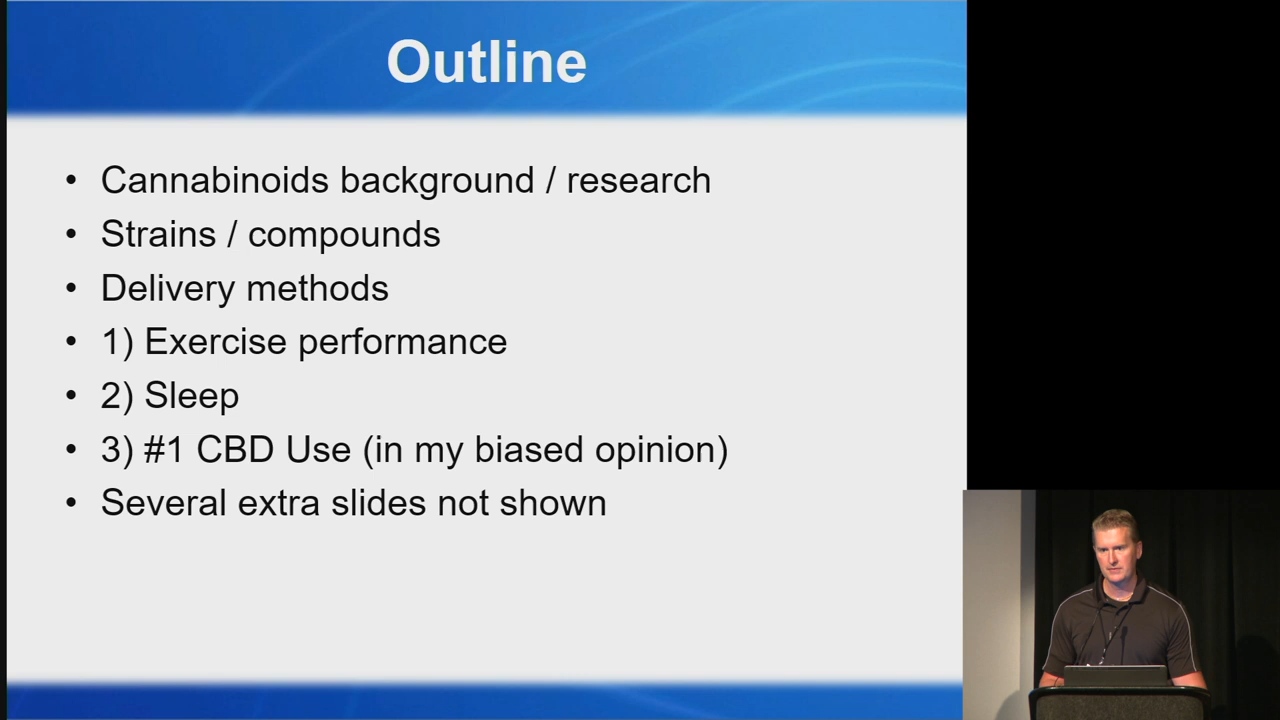 Outline
• Cannabinoids background / research
• Strains / compounds
• Delivery methods
• 1) Exercise performance
• 2) Sleep
• 3) #1 CBD Use (in my biased opinion)
• Several extra slides not shown